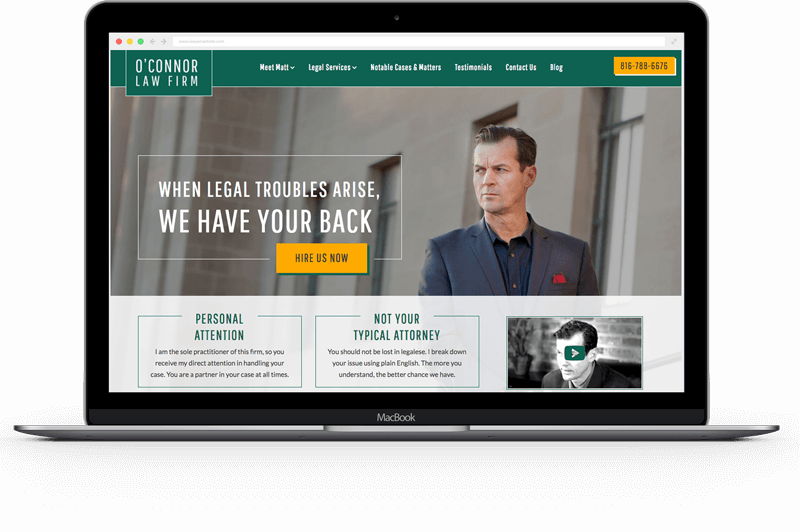 O'CONNOR
LAW FIRM
Meet Matt
Legal Services
Notable Cases & Matters
Testimonials
Contact Us
Blog
816-788-6676
WHEN LEGAL TROUBLES ARISE,
WE HAVE YOUR BACK
HIRE US NOW
PERSONAL
ATTENTION
I am the sole practitioner of this firm, so you
receive my direct attention in handling your
case. You are a partner in your case at all times.
NOT YOUR
TYPICAL ATTORNEY
You should not be lost in legalese. I break down
your issue using plain English. The more you
understand, the better chance we have.
MacBook